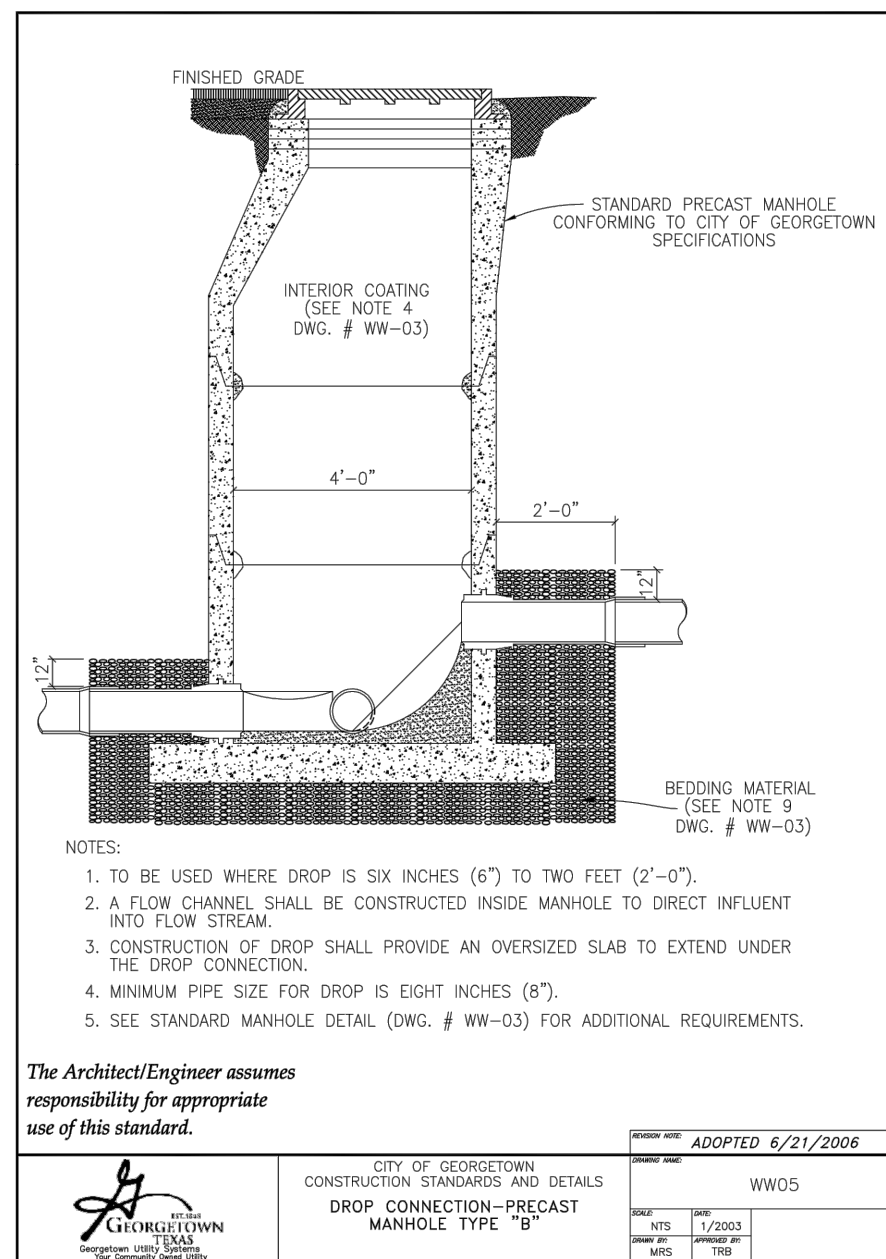 FINISHED GRADE
STANDARD PRECAST MANHOLE
CONFORMING TO CITY OF GEORGETOWN
SPECIFICATIONS
INTERIOR COATING
(SEE NOTE 4
DWG. # WW-03)
4'-0"
2'-0"
12"
12"
BEDDING MATERIAL
(SEE NOTE 9
DWG. # WW-03)
NOTES:
1. TO BE USED WHERE DROP IS SIX INCHES (6") TO TWO FEET (2'-0").
2. A FLOW CHANNEL SHALL BE CONSTRUCTED INSIDE MANHOLE TO DIRECT INFLUENT
INTO FLOW STREAM.
3. CONSTRUCTION OF DROP SHALL PROVIDE AN OVERSIZED SLAB TO EXTEND UNDER
THE DROP CONNECTION.
4. MINIMUM PIPE SIZE FOR DROP IS EIGHT INCHES (8").
5. SEE STANDARD MANHOLE DETAIL (DWG. # WW-03) FOR ADDITIONAL REQUIREMENTS.
The Architect/Engineer assumes
responsibility for appropriate
use of this standard.
REVISION NOTE:
ADOPTED 6/21/2006
EST.1848
GEORGETOWN
TEXAS
Georgetown Utility Systems
Your Community Owned Utility
CITY OF GEORGETOWN
CONSTRUCTION STANDARDS AND DETAILS
DROP CONNECTION-PRECAST
MANHOLE TYPE "B"
DRAWING NAME:
WW05
SCALE:
NTS
DATE:
1/2003
DRAWN BY:
MRS
APPROVED BY:
TRB